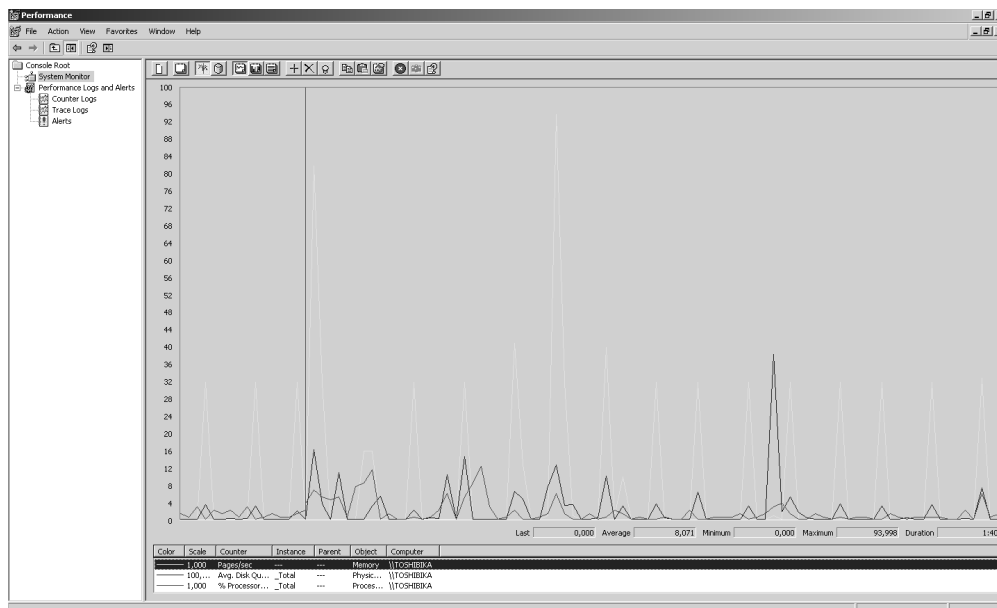 Performance
File Action View Favorites Window Help
Console Root
System Monitor
Performance Logs and Alerts
Counter Logs
Trace Logs
Alerts
100
96
92
88
84
80
76
72
68
64
60
56
52
48
44
40
36
32
28
24
20
16
12
8
4
0
Last 0,000 Average 8,071 Minimum 0,000 Maximum 93,998 Duration 1:40
Color Scale Counter Instance Parent Object Computer
1,000 Pages/sec --- --- Memory \\TOSHIBIKA
100,... Avg. Disk Qu... _Total --- Physic... \\TOSHIBIKA
1,000 % Processor... _Total --- Proces... \\TOSHIBIKA